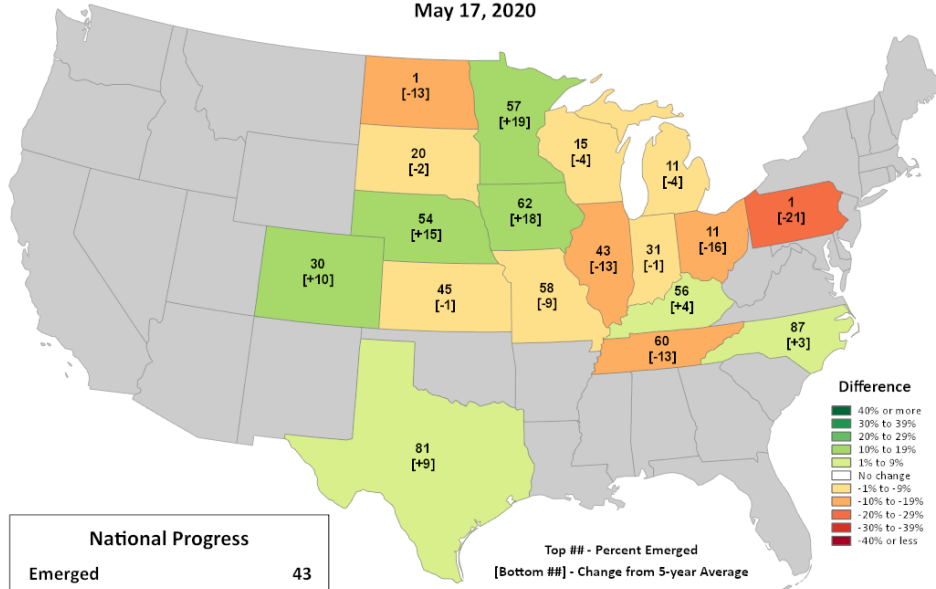 May 17, 2020
1
[-13]
57
[+19]
20
[-2]
15
[-4]
11
[-4]
54
[+15]
62
[+18]
43
[-13]
31
[-1]
11
[-16]
1
[-21]
30
[+10]
45
[-1]
58
[-9]
56
[+4]
60
[-13]
87
[+3]
81
[+9]
Difference
40% or more
30% to 39%
20% to 29%
10% to 19%
1% to 9%
No change
-1% to -9%
-10% to -19%
-20% to -29%
-30% to -39%
-40% or less
National Progress
Emerged 43
Top ## - Percent Emerged
[Bottom ##] - Change from 5-year Average